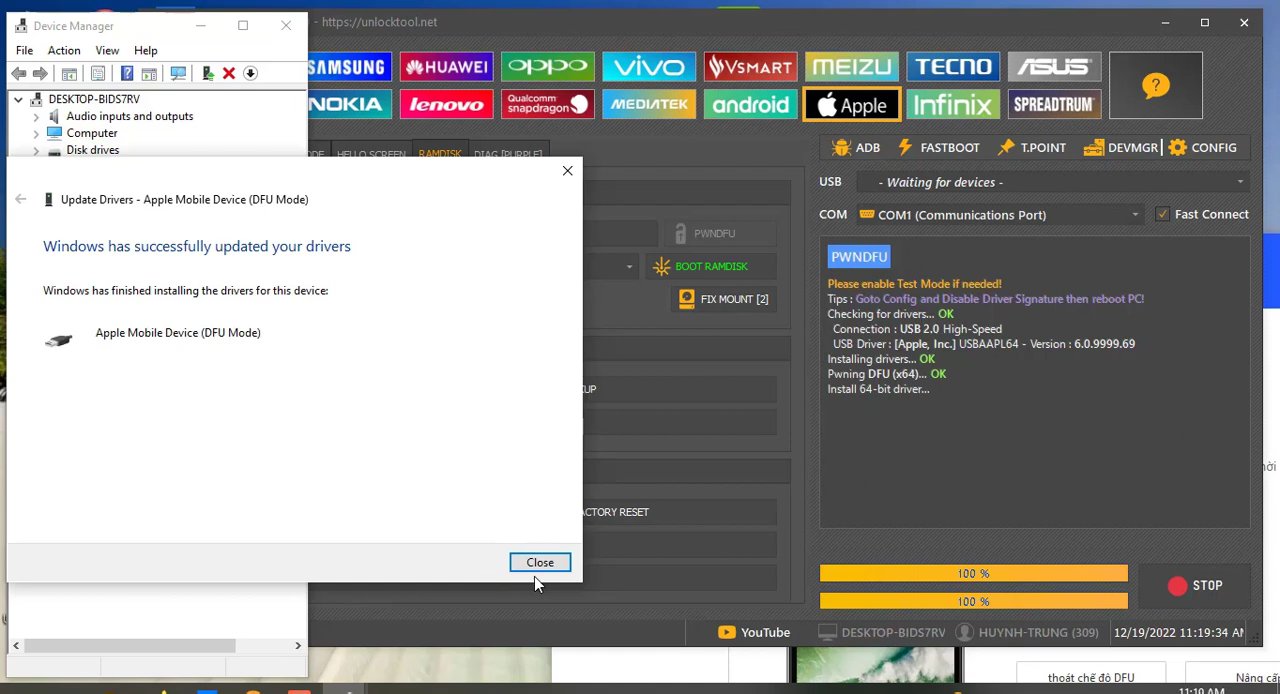 Device Manager
- https://unlocktool.net
File Action View Help
SAMSUNG HUAWEI oppo vivo VSMART MEIZU TECNO ASUS ?
NOKIA lenovo Qualcomm snapdragon MEDIATEK android Apple Infinix SPREADTRUM
DESKTOP-BIDS7RV
Audio inputs and outputs
Computer
Disk drives
HELLO SCREEN RAMDISK DIAG [PURPLE]
ADB FASTBOOT T.POINT DEVMGR CONFIG
USB - Waiting for devices -
COM COM1 (Communications Port) Fast Connect
Update Drivers - Apple Mobile Device (DFU Mode)
Windows has successfully updated your drivers
Windows has finished installing the drivers for this device:
Apple Mobile Device (DFU Mode)
Close
PWNDFU
BOOT RAMDISK
FIX MOUNT [2]
FACTORY RESET
PWNDFU
Please enable Test Mode if needed!
Tips : Goto Config and Disable Driver Signature then reboot PC!
Checking for drivers... OK
Connection : USB 2.0 High-Speed
USB Driver : [Apple, Inc.] USBAAPL64 - Version : 6.0.9999.69
Installing drivers... OK
Pwning DFU (x64)... OK
Install 64-bit driver...
100 %
100 %
STOP
YouTube DESKTOP-BIDS7RV HUYNH-TRUNG (309) 12/19/2022 11:19:34 AM
thoát chế độ DFU
Nâng cấp
11:19 AM